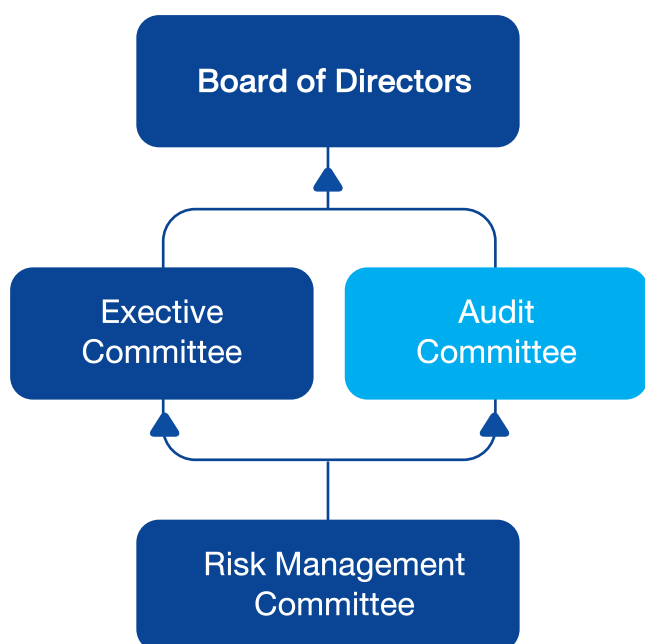 Board of Directors
Exective
Committee
Audit
Committee
Risk Management
Committee